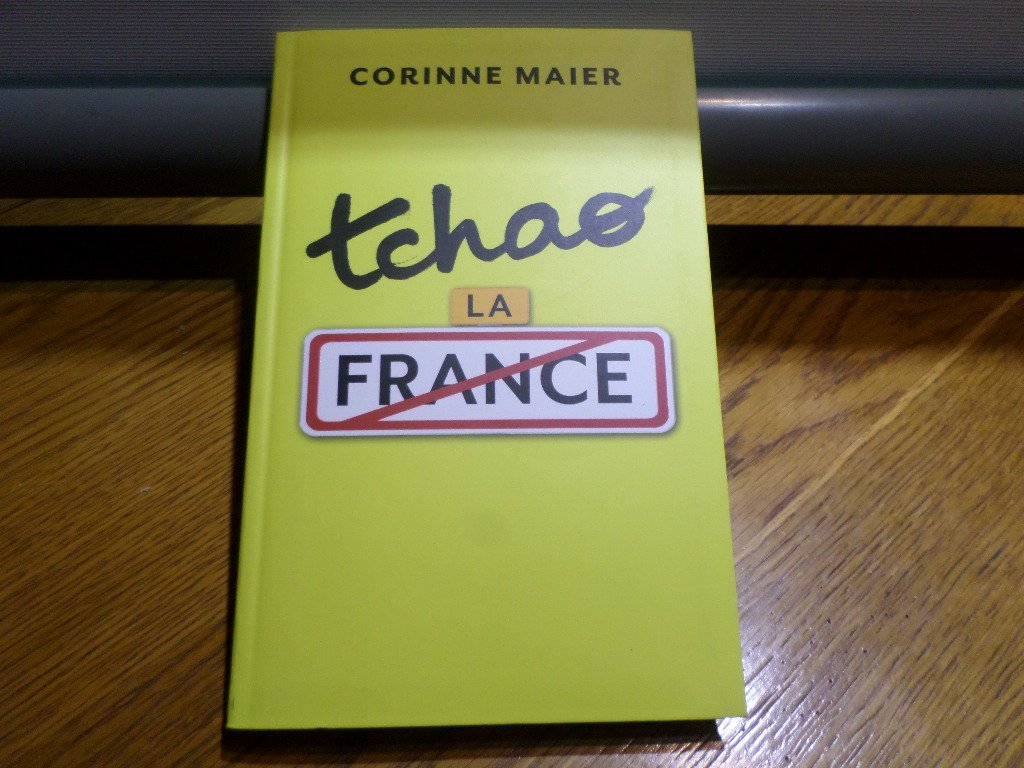 CORINNE MAIER
tchao
LA
FRANCE